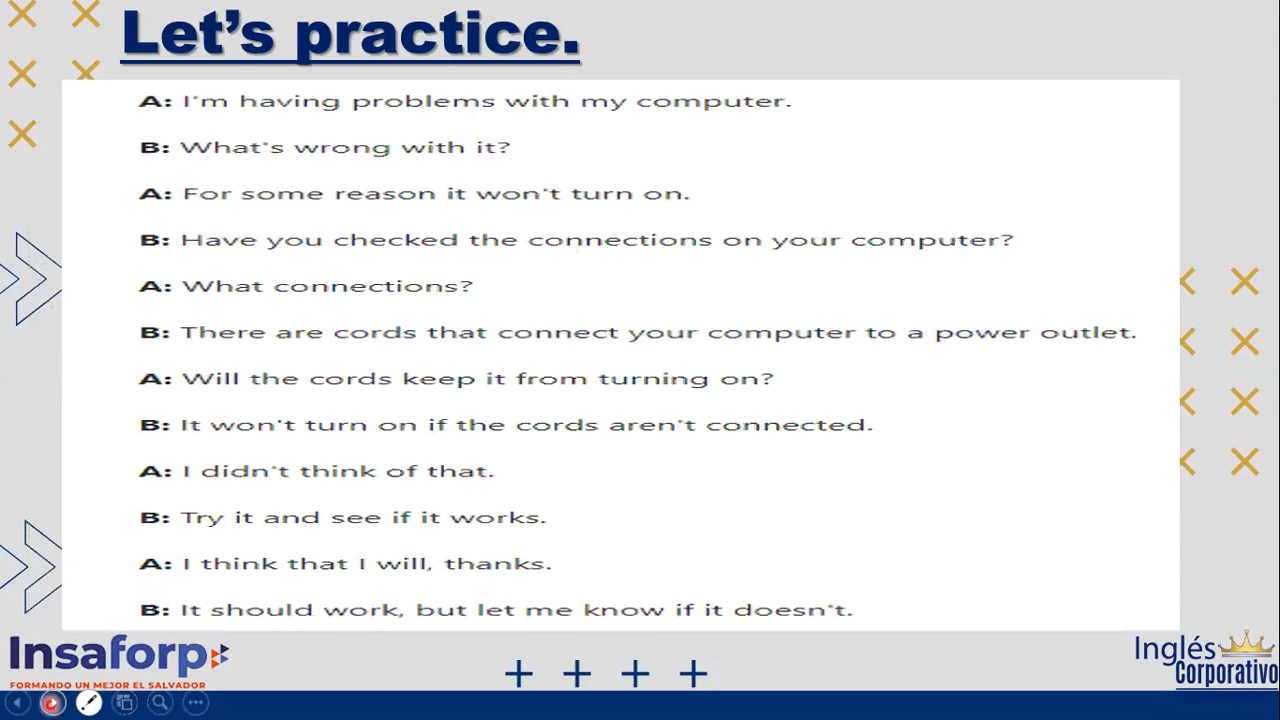 Let's practice.
A: I'm having problems with my computer.
B: What's wrong with it?
A: For some reason it won't turn on.
B: Have you checked the connections on your computer?
A: What connections?
B: There are cords that connect your computer to a power outlet.
A: Will the cords keep it from turning on?
B: It won't turn on if the cords aren't connected.
A: I didn't think of that.
B: Try it and see if it works.
A: I think that I will, thanks.
B: It should work, but let me know if it doesn't.
Insaforp
FORMANDO UN MEJOR EL SALVADOR
Inglés
Corporativo